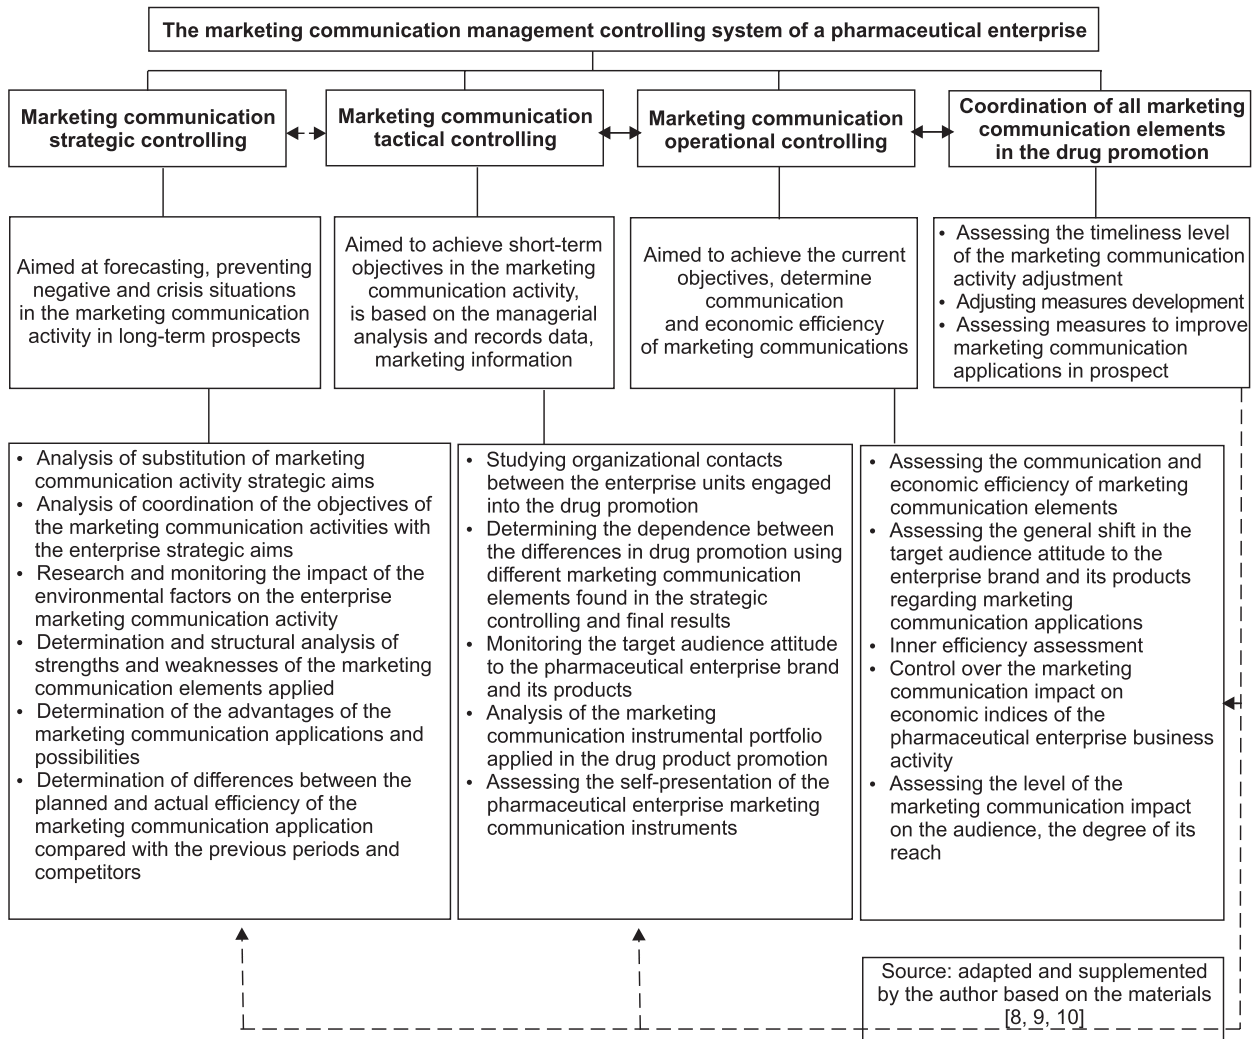 The marketing communication management controlling system of a pharmaceutical enterprise
Marketing communication
strategic controlling
Marketing communication
tactical controlling
Marketing communication
operational controlling
Coordination of all marketing
communication elements
in the drug promotion
Aimed at forecasting, preventing
negative and crisis situations
in the marketing communication
activity in long-term prospects
Aimed to achieve short-term
objectives in the marketing
communication activity,
is based on the managerial
analysis and records data,
marketing information
Aimed to achieve the current
objectives, determine
communication
and economic efficiency
of marketing communications
• Assessing the timeliness level
of the marketing communication
activity adjustment
• Adjusting measures development
• Assessing measures to improve
marketing communication
applications in prospect
• Analysis of substitution of marketing
communication activity strategic aims
• Analysis of coordination of the objectives of
the marketing communication activities with
the enterprise strategic aims
• Research and monitoring the impact of the
environmental factors on the enterprise
marketing communication activity
• Determination and structural analysis of
strengths and weaknesses of the marketing
communication elements applied
• Determination of the advantages of the
marketing communication applications and
possibilities
• Determination of differences between the
planned and actual efficiency of the
marketing communication application
compared with the previous periods and
competitors
• Studying organizational contacts
between the enterprise units engaged
into the drug promotion
• Determining the dependence between
the differences in drug promotion using
different marketing communication
elements found in the strategic
controlling and final results
• Monitoring the target audience attitude
to the pharmaceutical enterprise brand
and its products
• Analysis of the marketing
communication instrumental portfolio
applied in the drug product promotion
• Assessing the self-presentation of the
pharmaceutical enterprise marketing
communication instruments
• Assessing the communication and
economic efficiency of marketing
communication elements
• Assessing the general shift in the
target audience attitude to the
enterprise brand and its products
regarding marketing
communication applications
• Inner efficiency assessment
• Control over the marketing
communication impact on
economic indices of the
pharmaceutical enterprise business
activity
• Assessing the level of the
marketing communication impact
on the audience, the degree of its
reach
Source: adapted and supplemented
by the author based on the materials
[8, 9, 10]